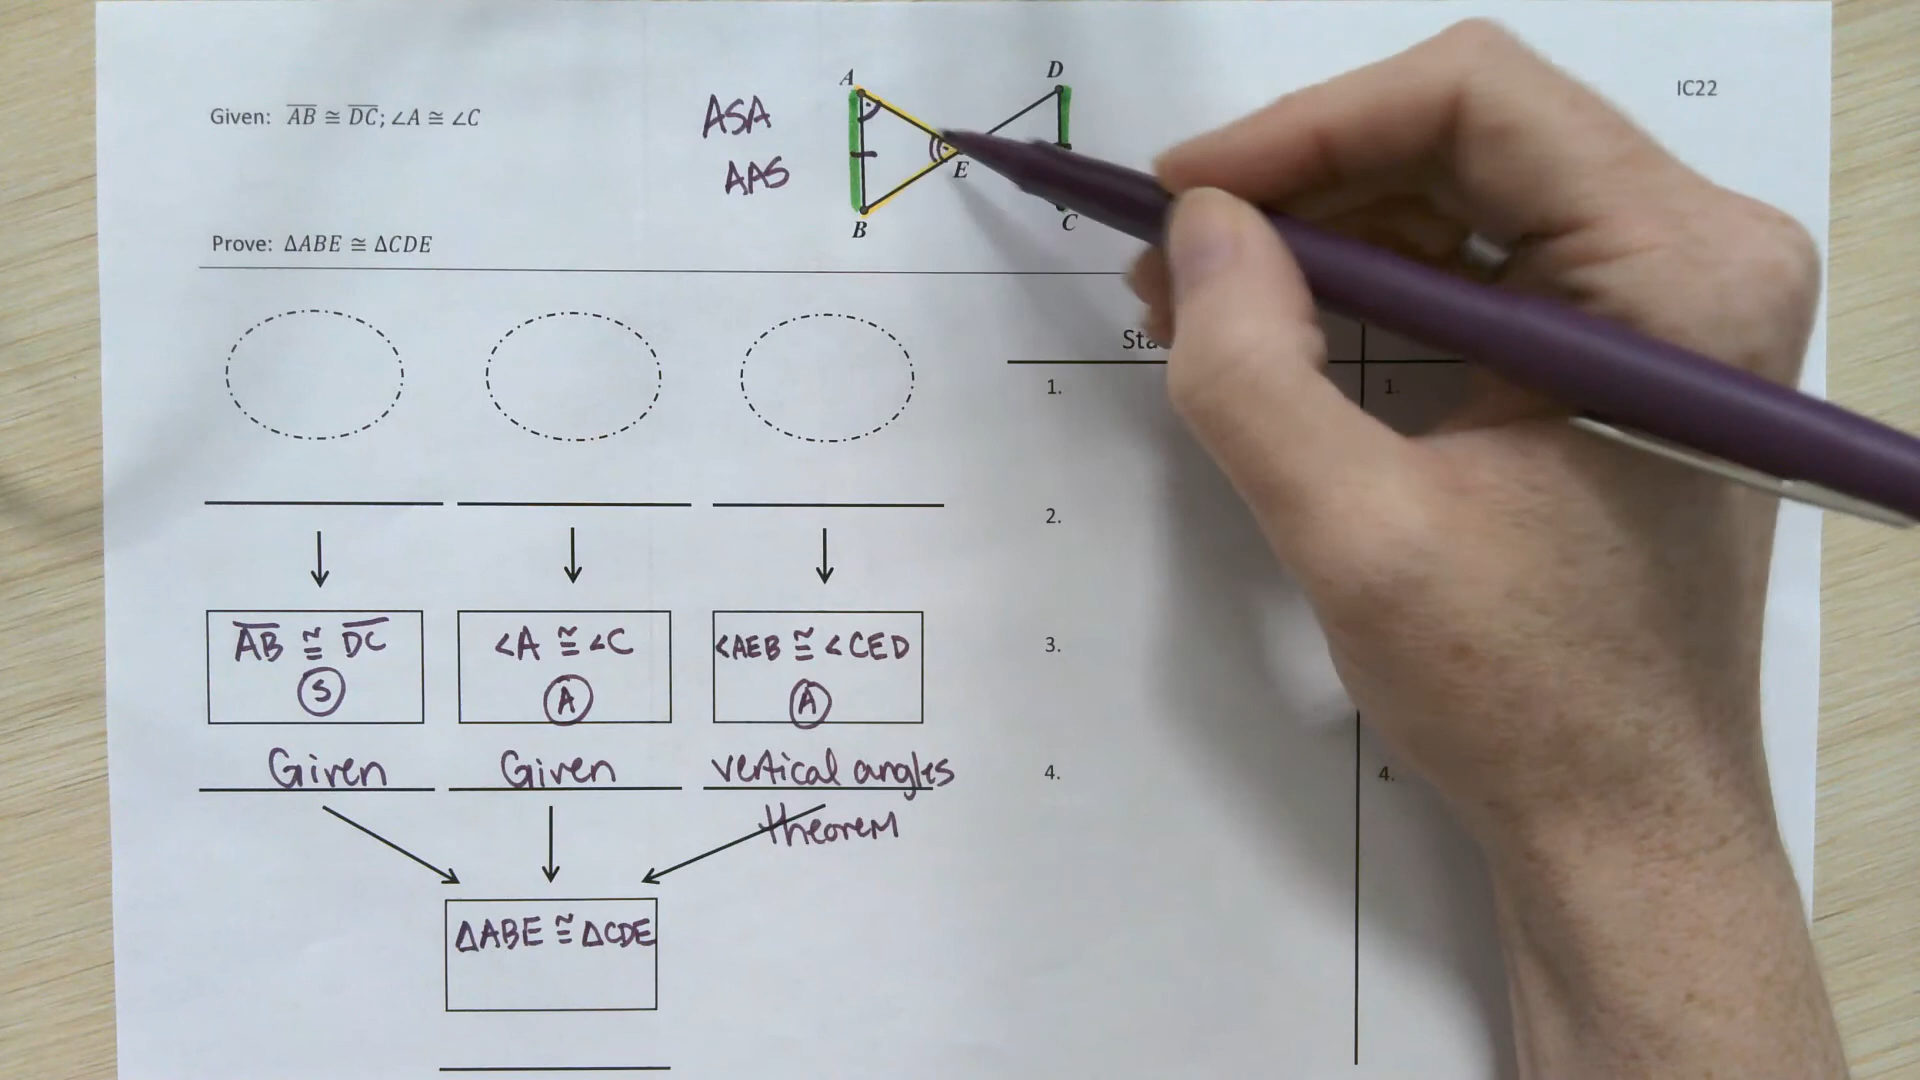 IC22
Given: AB ≅ DC; ∠A ≅ ∠C
ASA
AAS
A
D
E
B
C
Prove: ΔABE ≅ ΔCDE
AB ≅ DC
S
Given
∠A ≅ ∠C
A
Given
∠AEB ≅ ∠CED
A
vertical angles
theorem
ΔABE ≅ ΔCDE
1.
1.
2.
3.
4.
4.